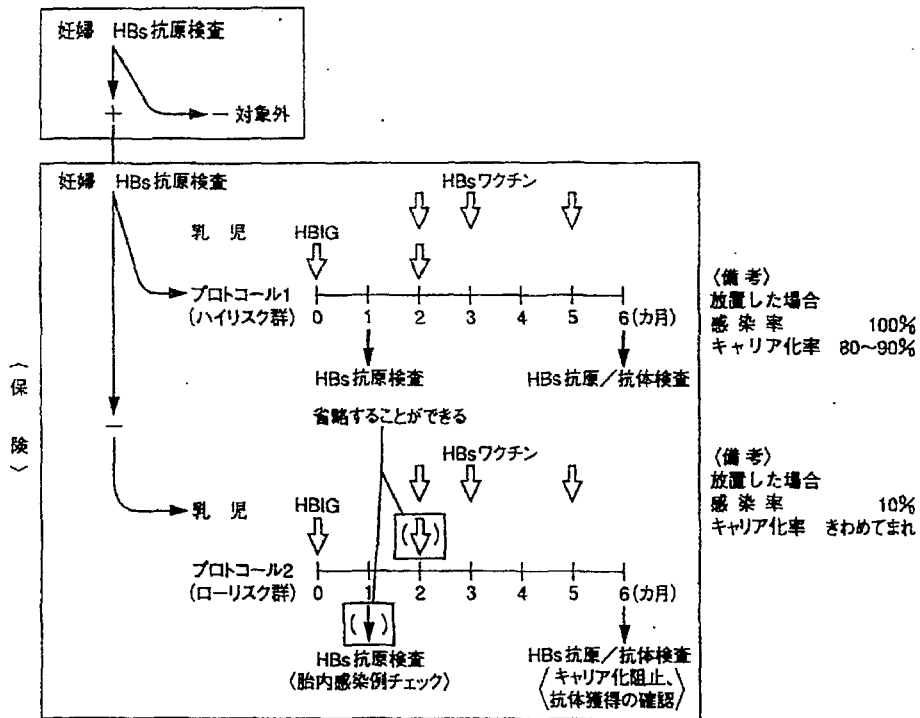 妊婦 HBs抗原検査
+
− 対象外
妊婦 HBs抗原検査
HBsワクチン
乳児 HBIG
プロトコール1
(ハイリスク群)
0 1 2 3 4 5 6(カ月)
HBs抗原検査
HBs抗原/抗体検査
〈備考〉
放置した場合
感染率 100%
キャリア化率 80〜90%
〈保険〉
省略することができる
−
HBsワクチン
乳児 HBIG
( )
プロトコール2
(ローリスク群)
0 1 2 3 4 5 6(カ月)
( )
HBs抗原検査
(胎内感染例チェック)
HBs抗原/抗体検査
〈キャリア化阻止、
抗体獲得の確認〉
〈備考〉
放置した場合
感染率 10%
キャリア化率 きわめてまれ